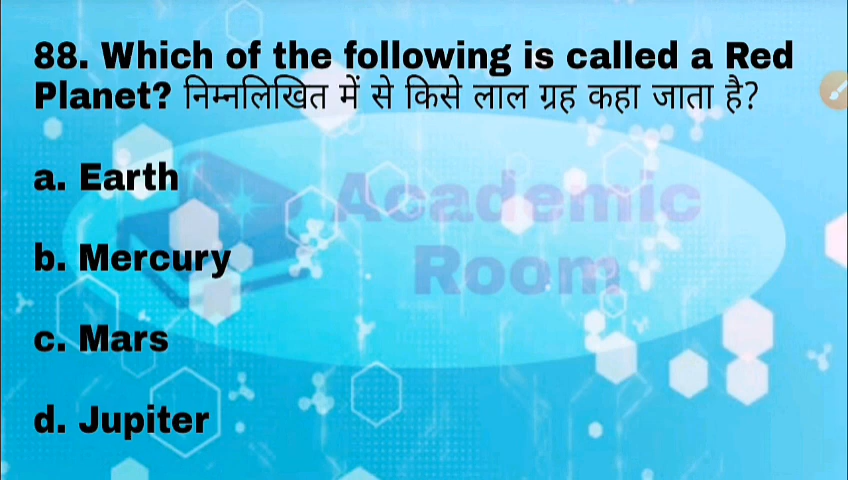 88. Which of the following is called a Red
Planet? निम्नलिखित में से किसे लाल ग्रह कहा जाता है?
a. Earth
Academic
b. Mercury
Room
c. Mars
d. Jupiter